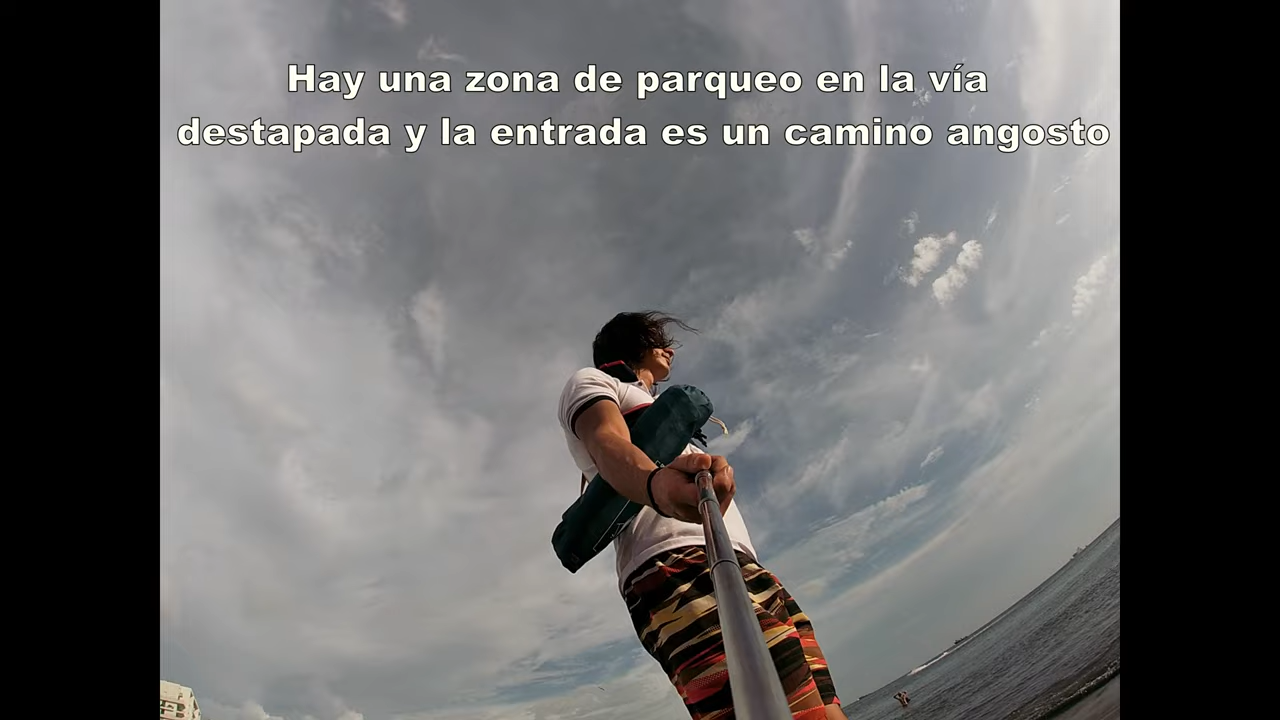 Hay una zona de parqueo en la vía
destapada y la entrada es un camino angosto